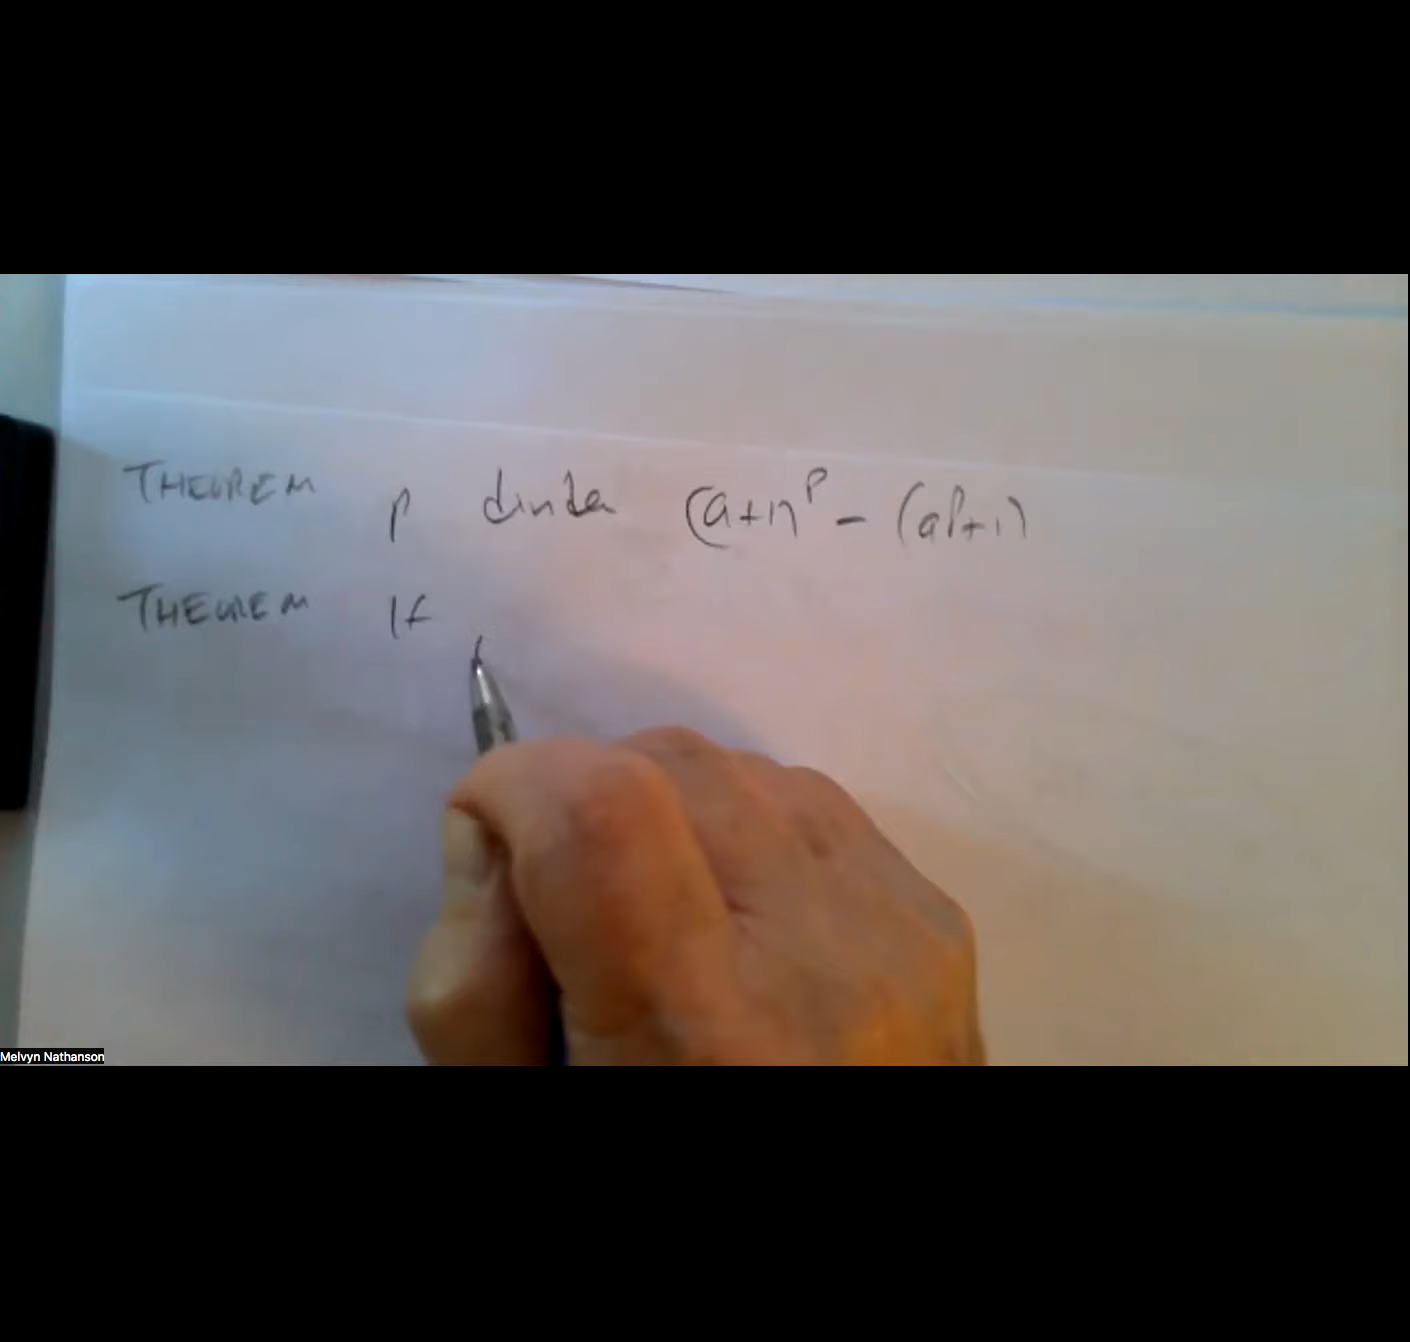 THEOREM p divides (a+1)^p - (a^p+1)
THEOREM If
Melvyn Nathanson